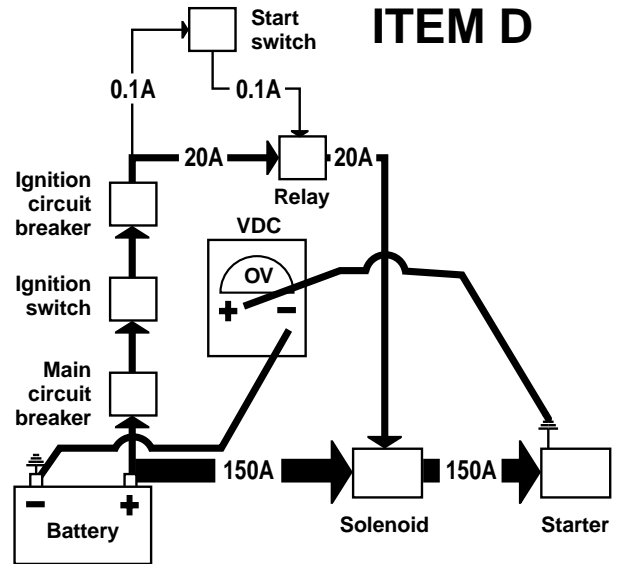 ITEM D
Start
switch
0.1A
0.1A
20A
20A
Ignition
circuit
breaker
Relay
VDC
OV
+ −
Ignition
switch
Main
circuit
breaker
150A
150A
− +
Battery
Solenoid
Starter